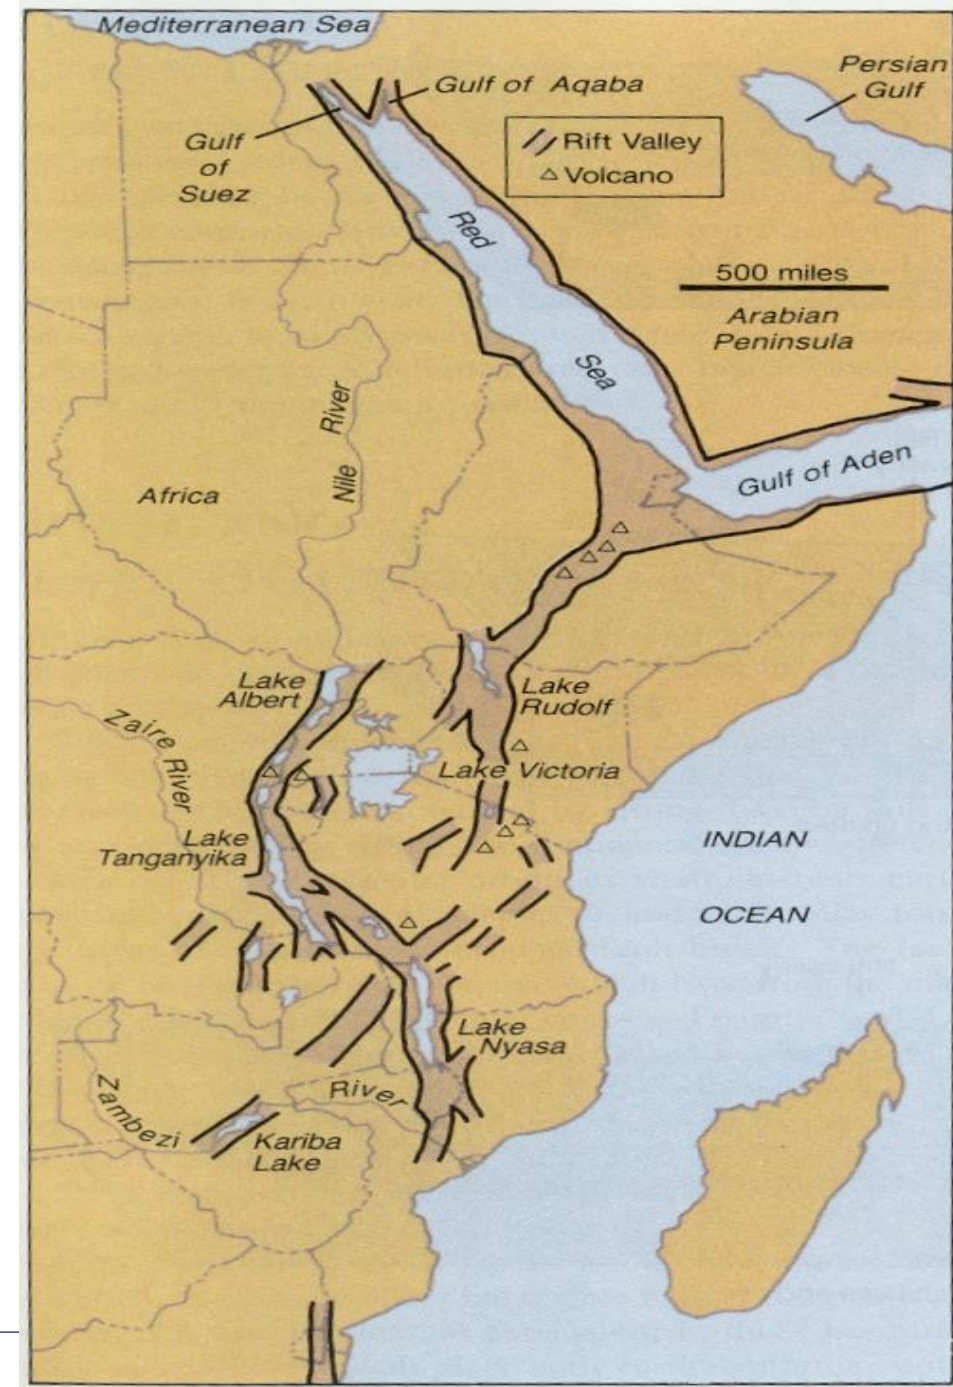 Mediterranean Sea
Gulf of Aqaba
Persian
Gulf
Gulf
of
Suez
Rift Valley
Volcano
Red
Sea
500 miles
Arabian
Peninsula
Nile River
Africa
Gulf of Aden
Lake
Albert
Lake
Rudolf
Zaire River
Lake Victoria
Lake
Tanganyika
INDIAN
OCEAN
Lake
Nyasa
Zambezi River
Kariba
Lake